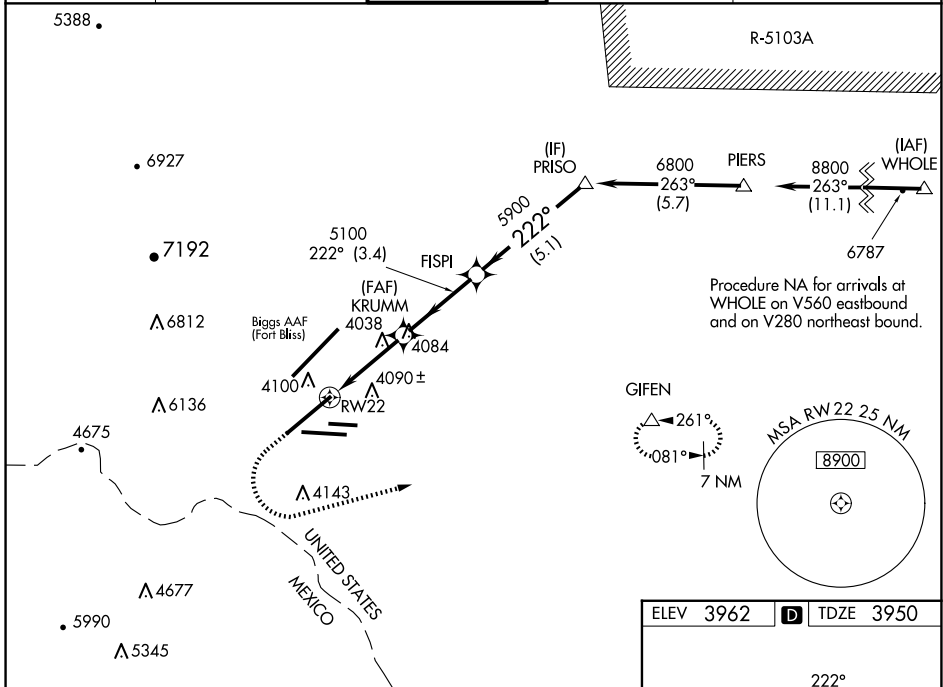 5388
R-5103A
6927
(IF)
PRISO
6800
263°
(5.7)
PIERS
8800
263°
(11.1)
(IAF)
WHOLE
6787
5900
222°
(5.1)
5100
222° (3.4)
FISPI
7192
Procedure NA for arrivals at
WHOLE on V560 eastbound
and on V280 northeast bound.
(FAF)
KRUMM
4038
4084
6812
Biggs AAF
(Fort Bliss)
4100
4090±
RW22
6136
GIFEN
261°
081°
7 NM
MSA RW 22 25 NM
8900
4675
4143
UNITED STATES
MEXICO
4677
5990
5345
ELEV 3962 D TDZE 3950
222°